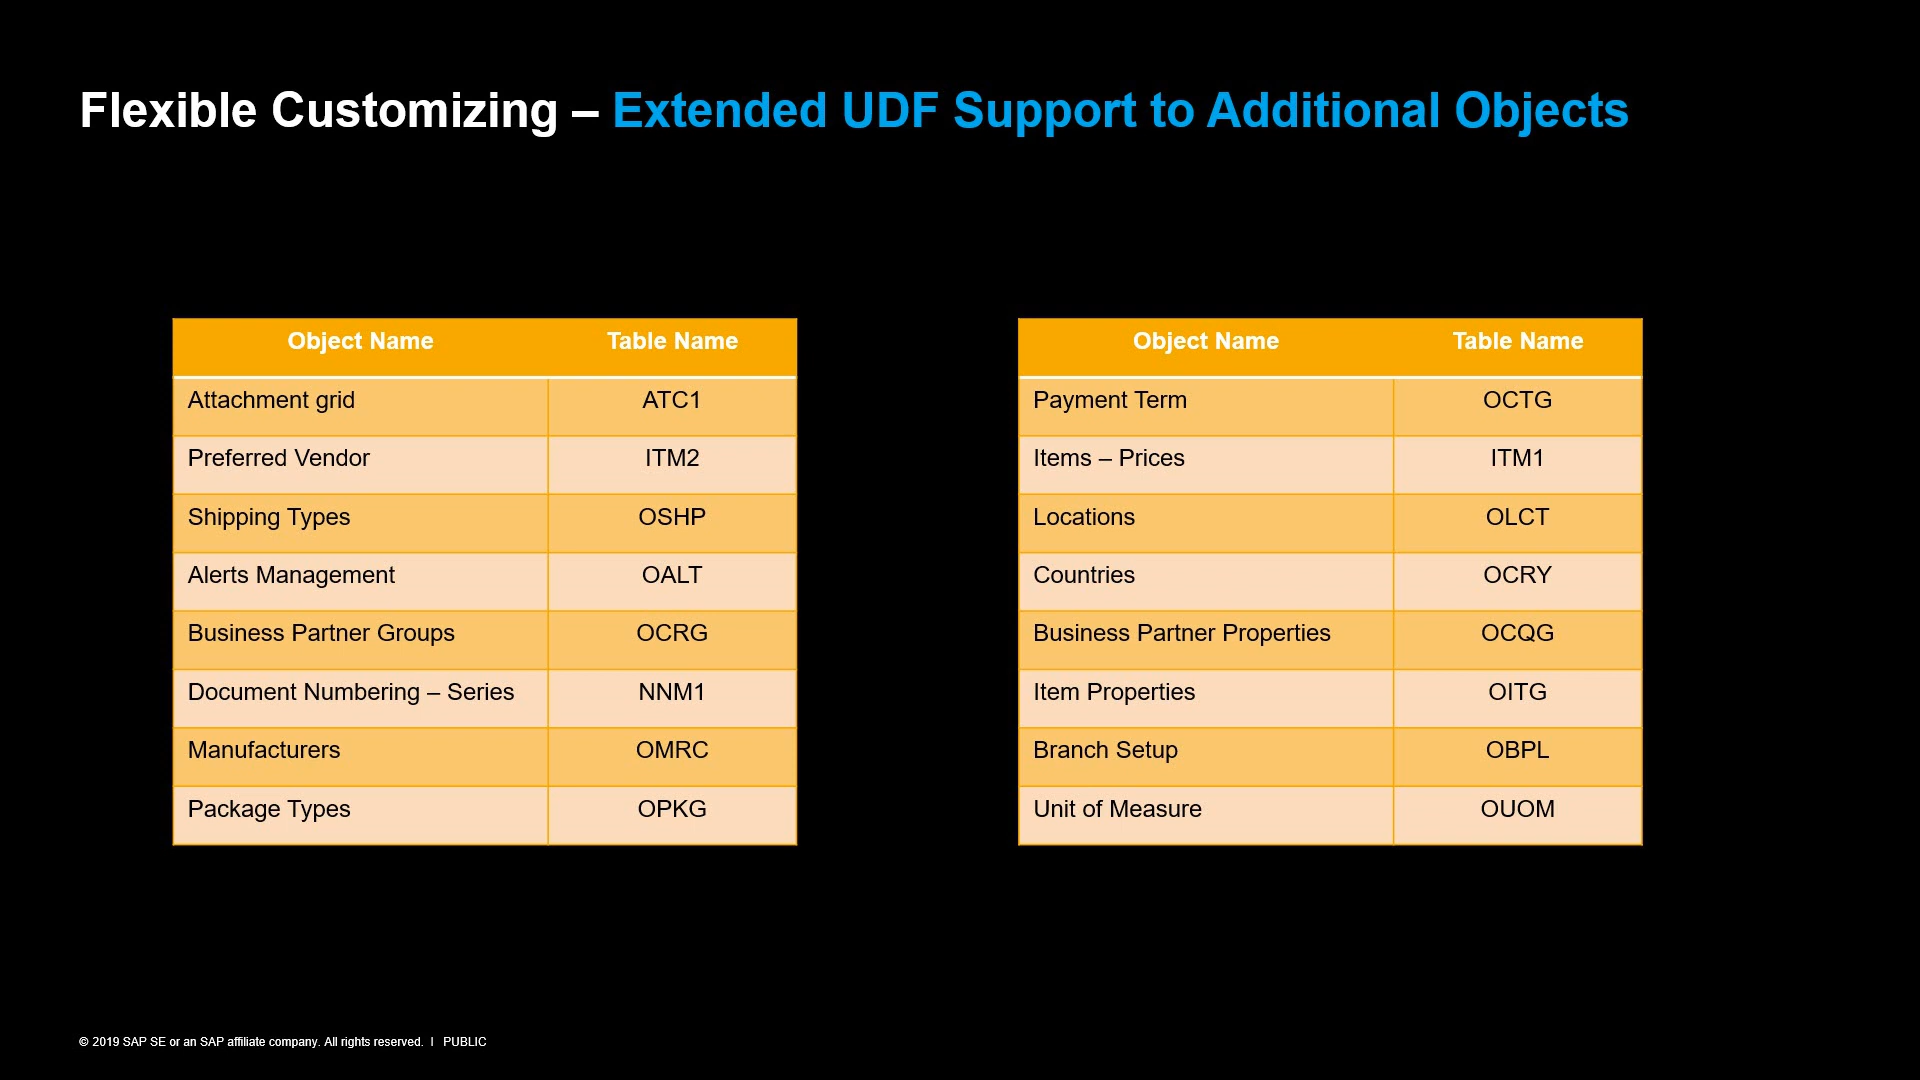 Flexible Customizing – Extended UDF Support to Additional Objects
Object Name Table Name
Attachment grid ATC1
Preferred Vendor ITM2
Shipping Types OSHP
Alerts Management OALT
Business Partner Groups OCRG
Document Numbering – Series NNM1
Manufacturers OMRC
Package Types OPKG
Object Name Table Name
Payment Term OCTG
Items – Prices ITM1
Locations OLCT
Countries OCRY
Business Partner Properties OCQG
Item Properties OITG
Branch Setup OBPL
Unit of Measure OUOM
© 2019 SAP SE or an SAP affiliate company. All rights reserved. | PUBLIC